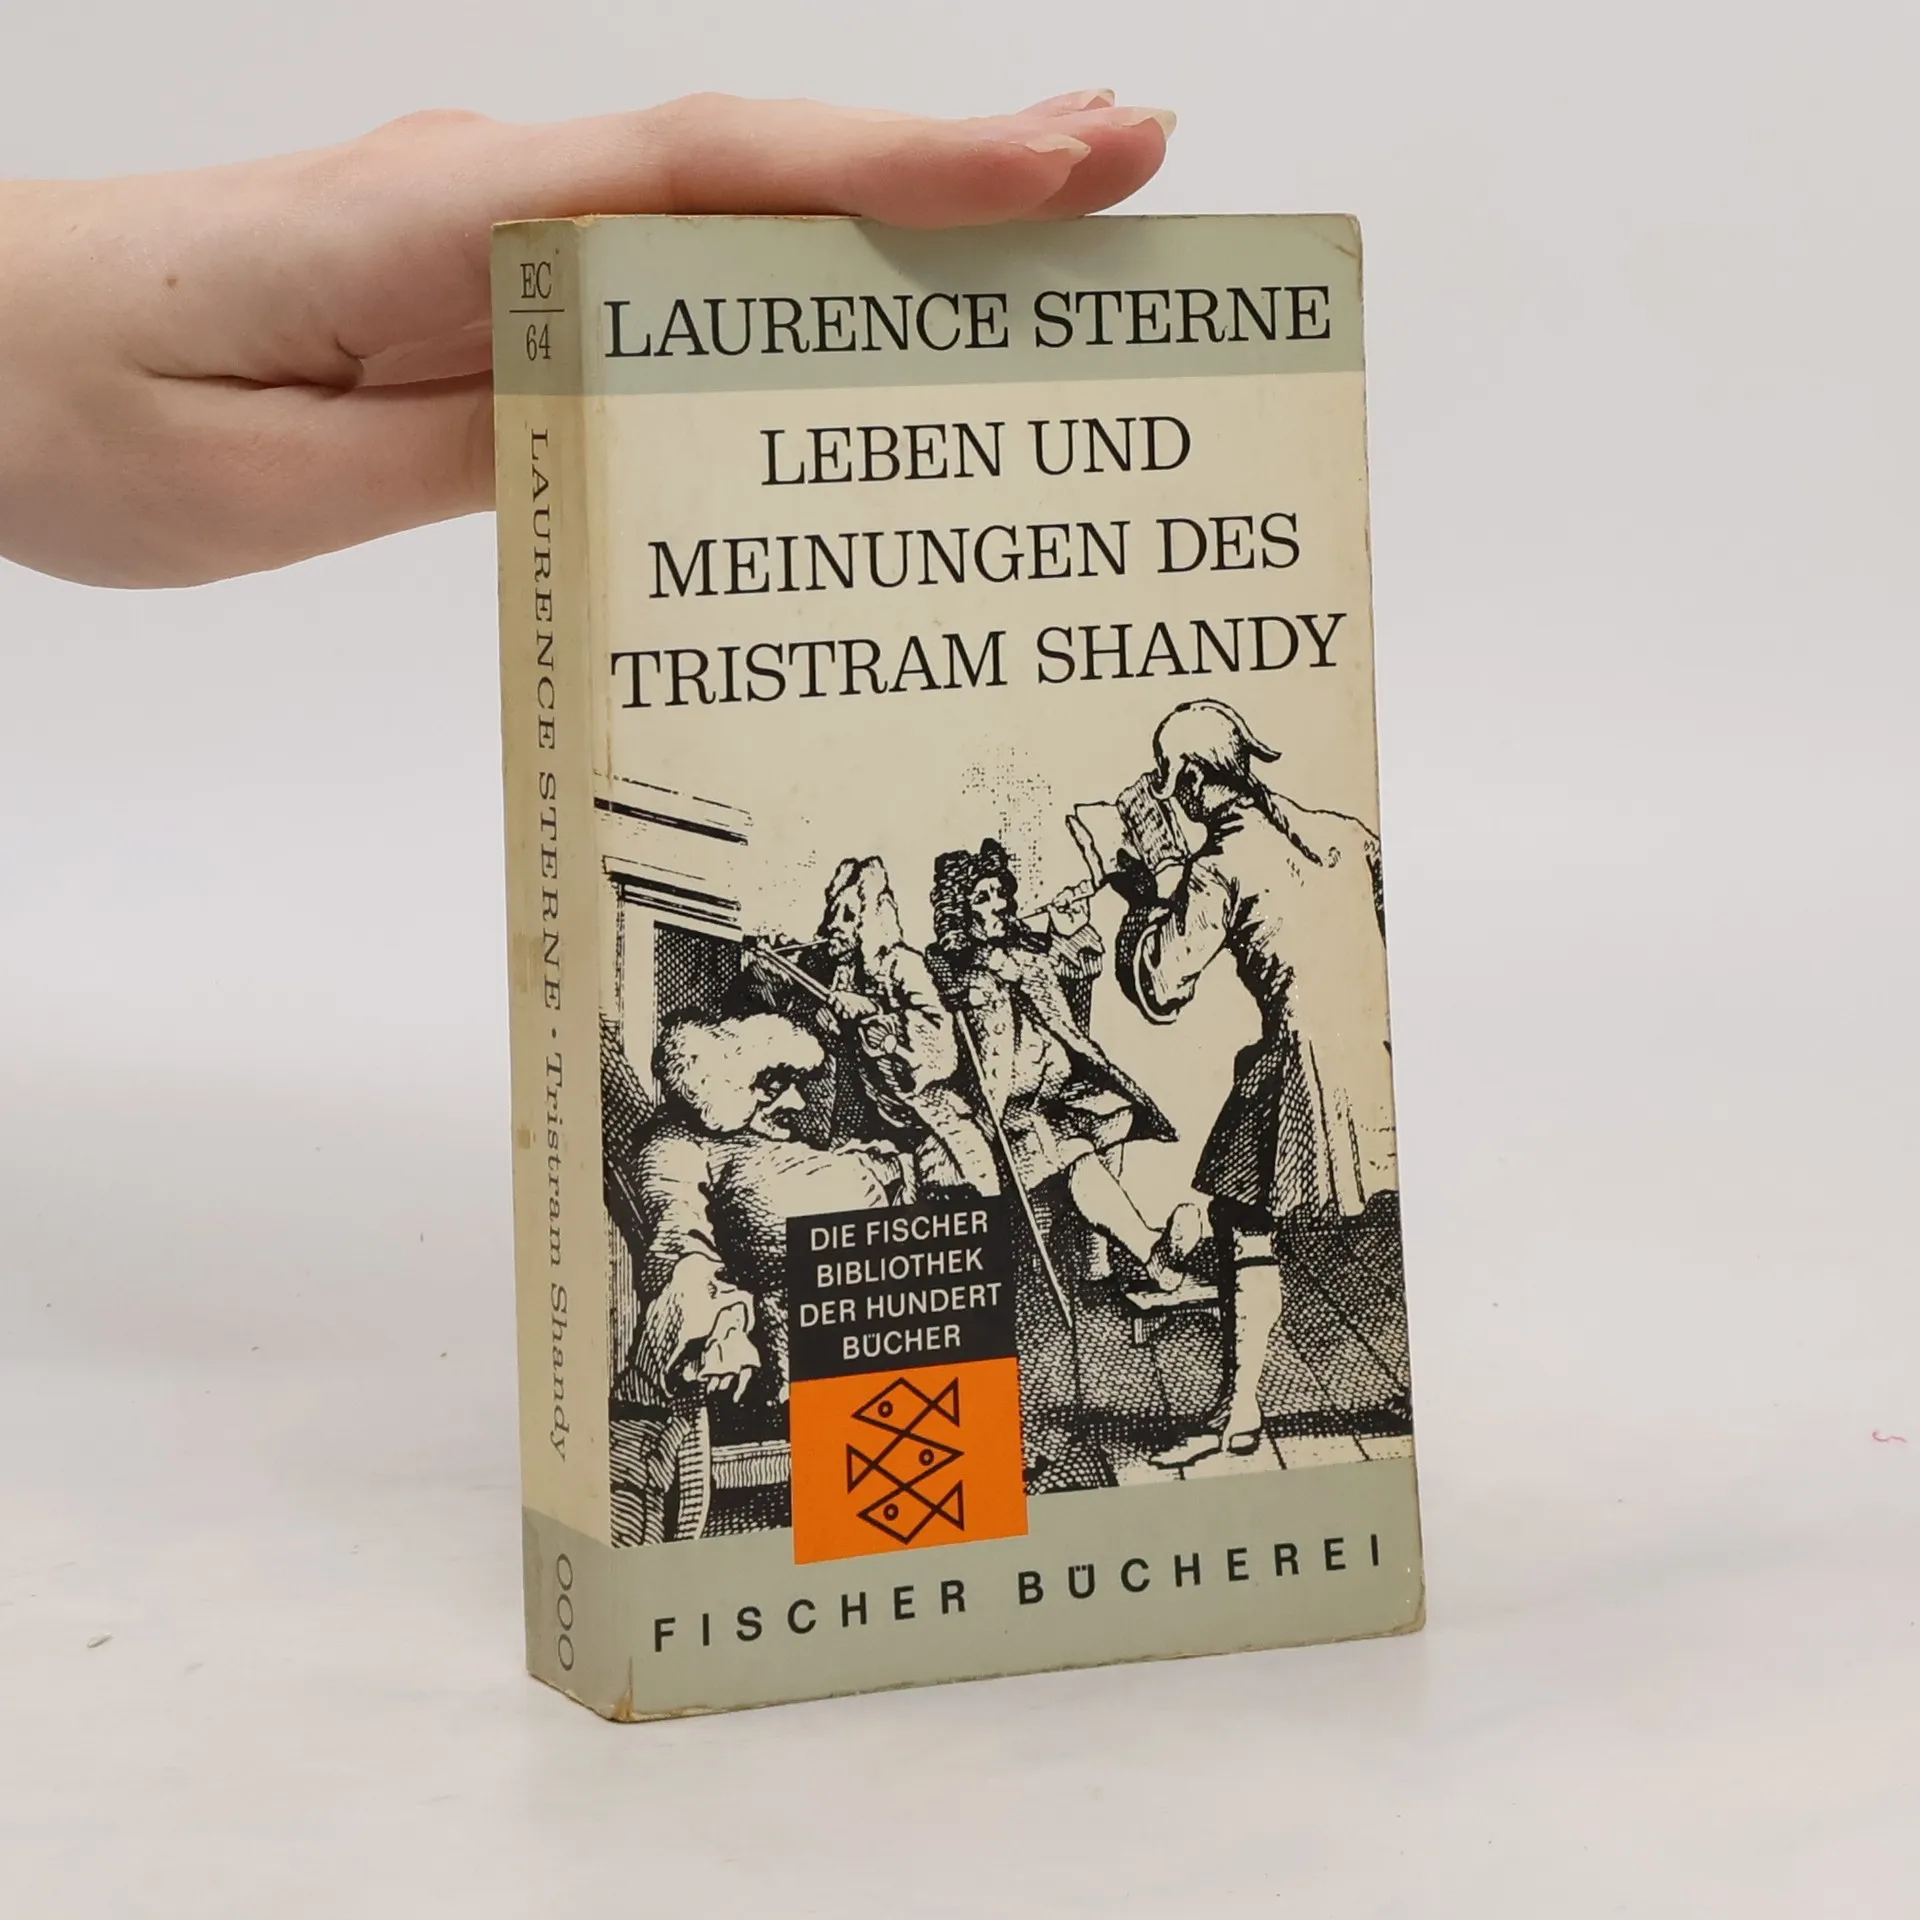 EC
64
LAURENCE STERNE · Tristram Shandy
000
LAURENCE STERNE
LEBEN UND
MEINUNGEN DES
TRISTRAM SHANDY
DIE FISCHER
BIBLIOTHEK
DER HUNDERT
BÜCHER
FISCHER BÜCHEREI